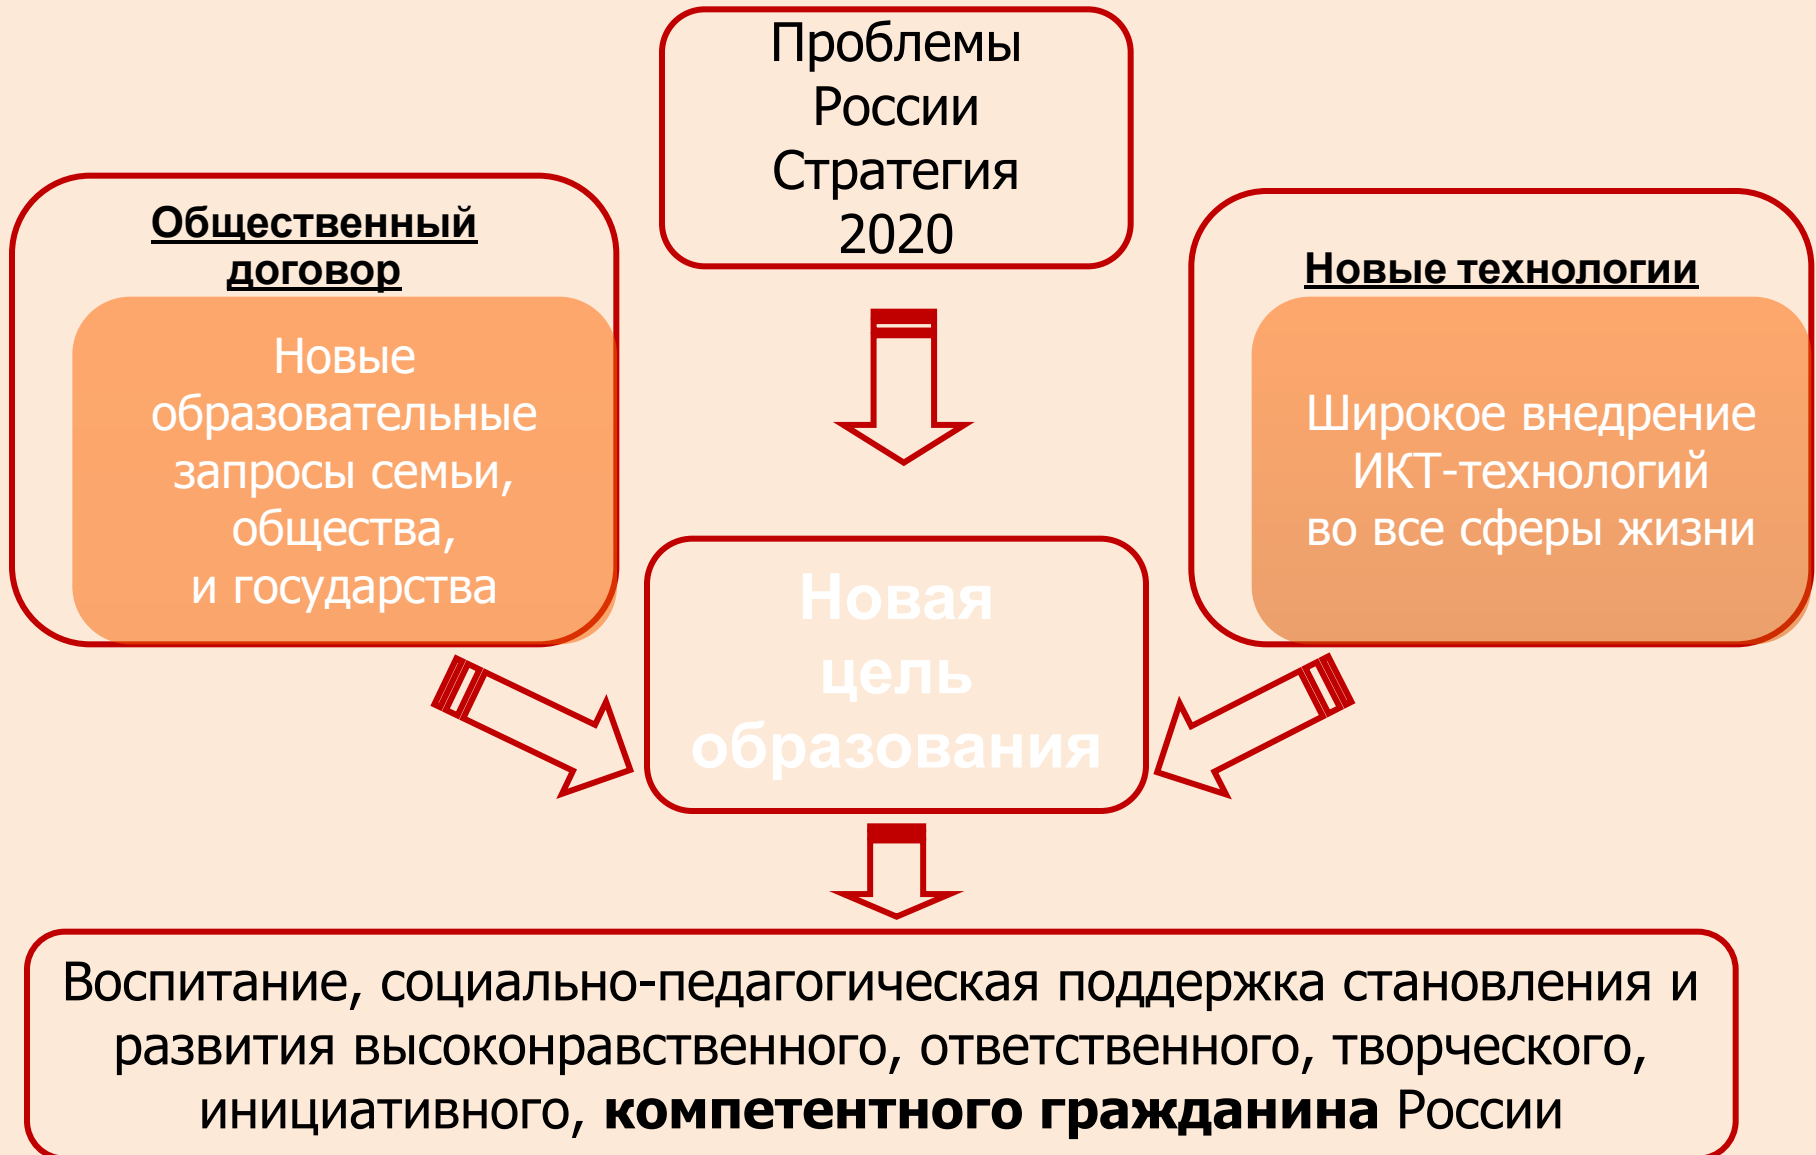 Проблемы
России
Стратегия
2020
Общественный
договор
Новые
образовательные
запросы семьи,
общества,
и государства
Новые технологии
Широкое внедрение
ИКТ-технологий
во все сферы жизни
Новая
цель
образования
Воспитание, социально-педагогическая поддержка становления и
развития высоконравственного, ответственного, творческого,
инициативного, компетентного гражданина России